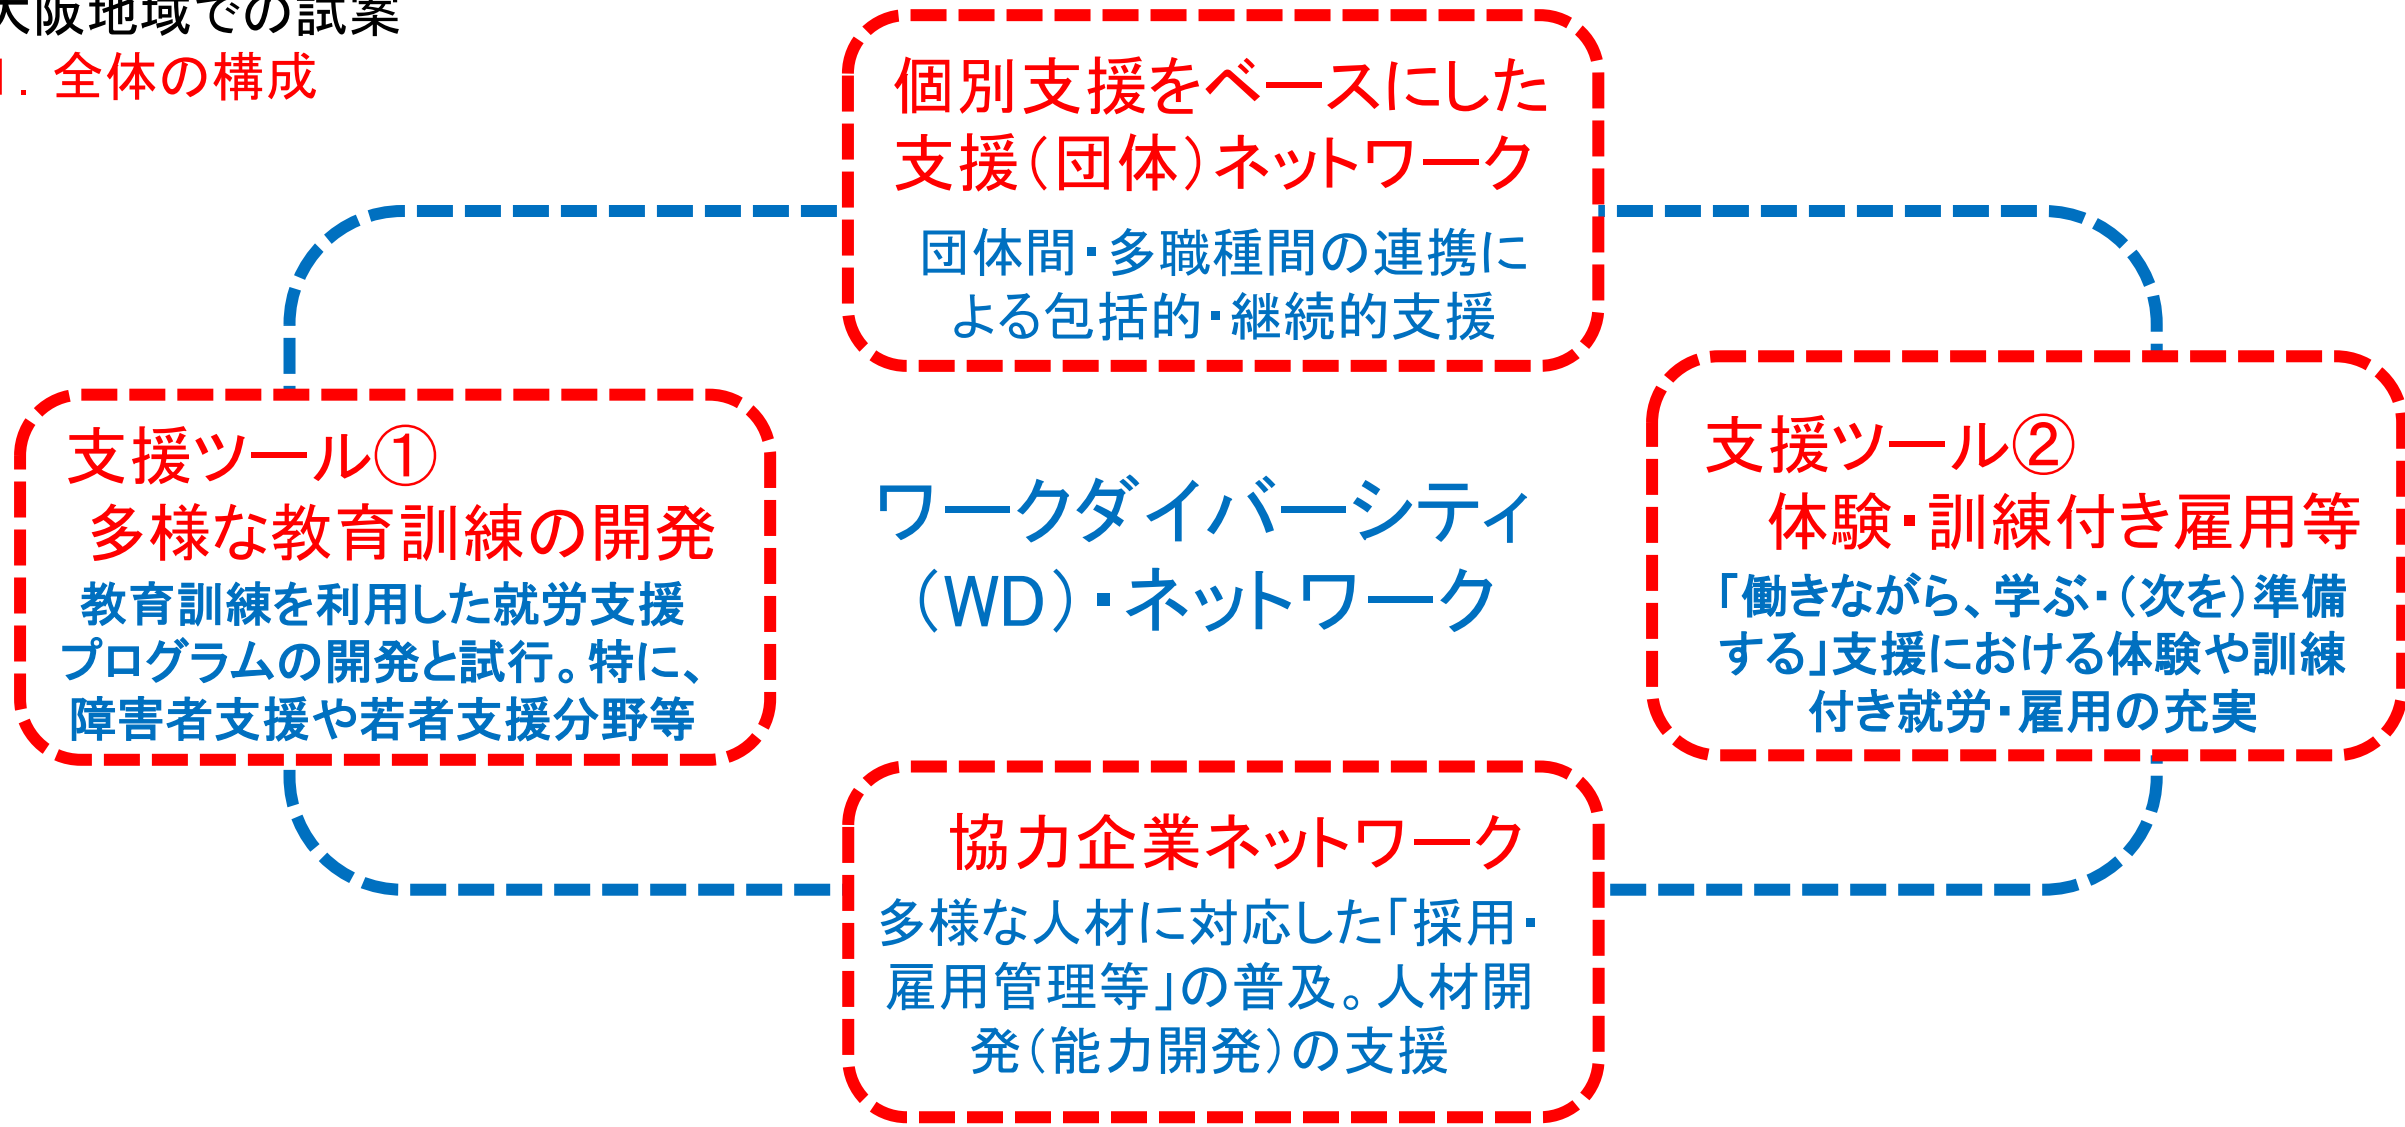 大阪地域での試案
1．全体の構成
個別支援をベースにした
支援（団体）ネットワーク
団体間・多職種間の連携に
よる包括的・継続的支援
支援ツール①
多様な教育訓練の開発
教育訓練を利用した就労支援
プログラムの開発と試行。特に、
障害者支援や若者支援分野等
ワークダイバーシティ
（WD）・ネットワーク
支援ツール②
体験・訓練付き雇用等
「働きながら、学ぶ・（次を）準備
する」支援における体験や訓練
付き就労・雇用の充実
協力企業ネットワーク
多様な人材に対応した「採用・
雇用管理等」の普及。人材開
発（能力開発）の支援